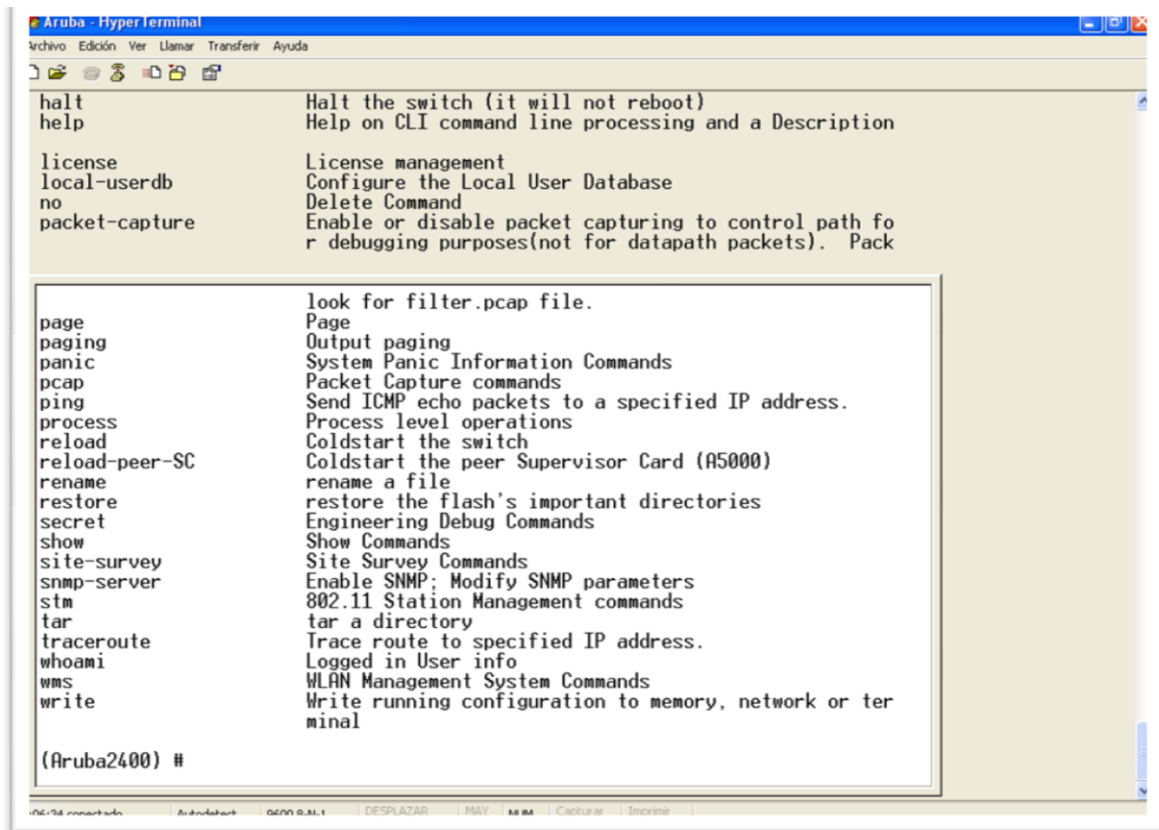 Aruba - HyperTerminal
Archivo Edición Ver Llamar Transferir Ayuda
halt Halt the switch (it will not reboot)
help Help on CLI command line processing and a Description
license License management
local-userdb Configure the Local User Database
no Delete Command
packet-capture Enable or disable packet capturing to control path fo
r debugging purposes(not for datapath packets). Pack
look for filter.pcap file.
page Page
paging Output paging
panic System Panic Information Commands
pcap Packet Capture commands
ping Send ICMP echo packets to a specified IP address.
process Process level operations
reload Coldstart the switch
reload-peer-SC Coldstart the peer Supervisor Card (A5000)
rename rename a file
restore restore the flash's important directories
secret Engineering Debug Commands
show Show Commands
site-survey Site Survey Commands
snmp-server Enable SNMP; Modify SNMP parameters
stm 802.11 Station Management commands
tar tar a directory
traceroute Trace route to specified IP address.
whoami Logged in User info
wms WLAN Management System Commands
write Write running configuration to memory, network or ter
minal
(Aruba2400) #
:06:34 conectado Autodetect 9600 8-N-1 DESPLAZAR MAY NUM Capturar Imprimir